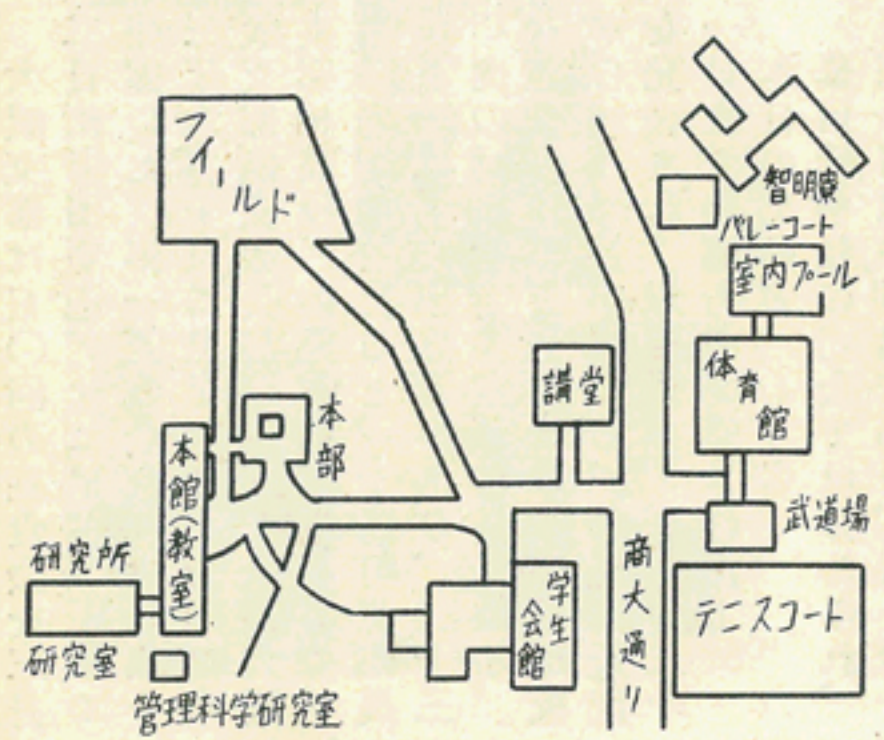 フィールド
智明寮
バレーコート
室内プール
体育館
講堂
本部
本館(教室)
武道場
研究所
研究室
管理科学研究室
学生会館
商大通り
テニスコート